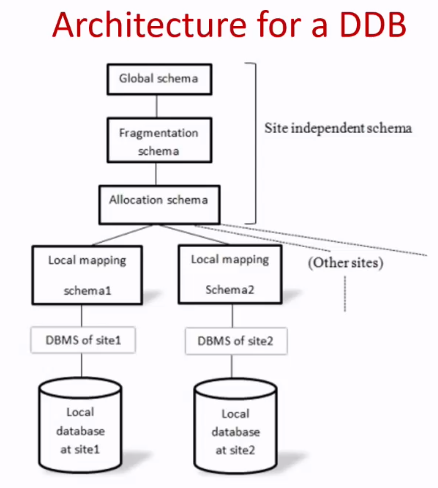 Architecture for a DDB
Global schema
Fragmentation
schema
Site independent schema
Allocation schema
Local mapping
schema1
Local mapping
Schema2
(Other sites)
DBMS of site1
DBMS of site2
Local
database
at site1
Local
database
at site2